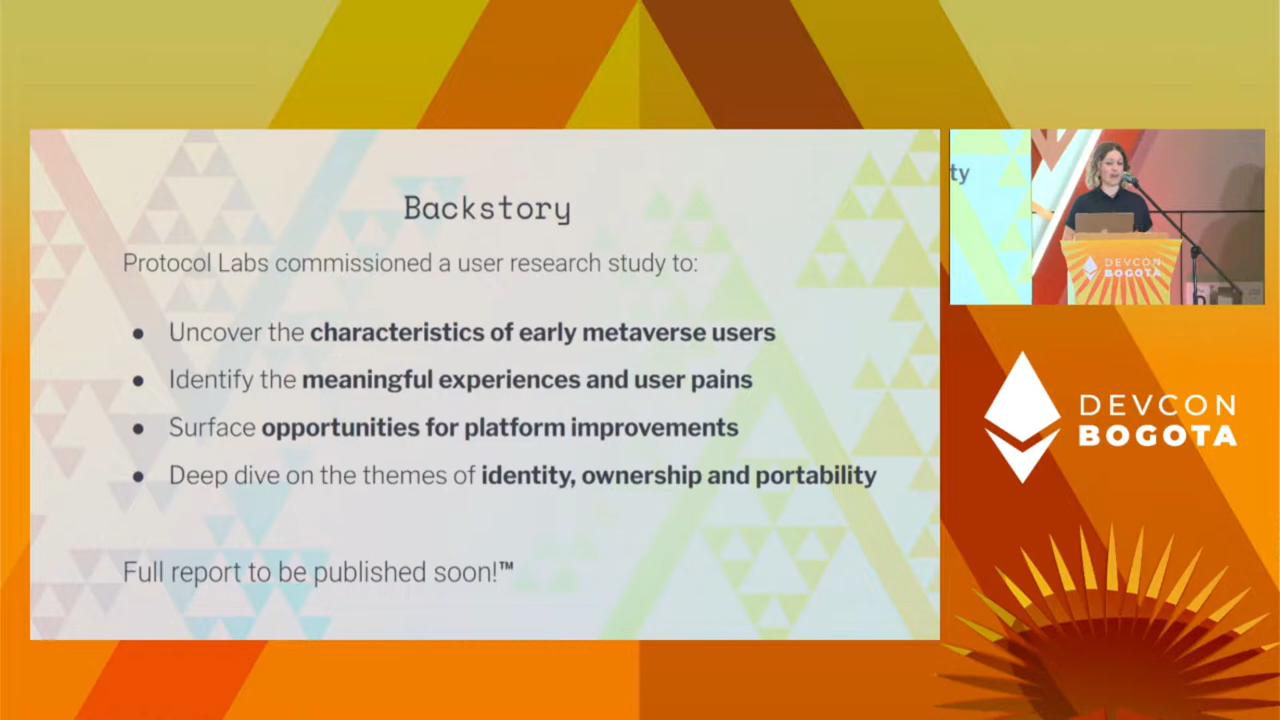 Backstory
Protocol Labs commissioned a user research study to:
● Uncover the characteristics of early metaverse users
● Identify the meaningful experiences and user pains
● Surface opportunities for platform improvements
● Deep dive on the themes of identity, ownership and portability
Full report to be published soon!™
ty
DEVCON
BOGOTA
DEVCON
BOGOTA